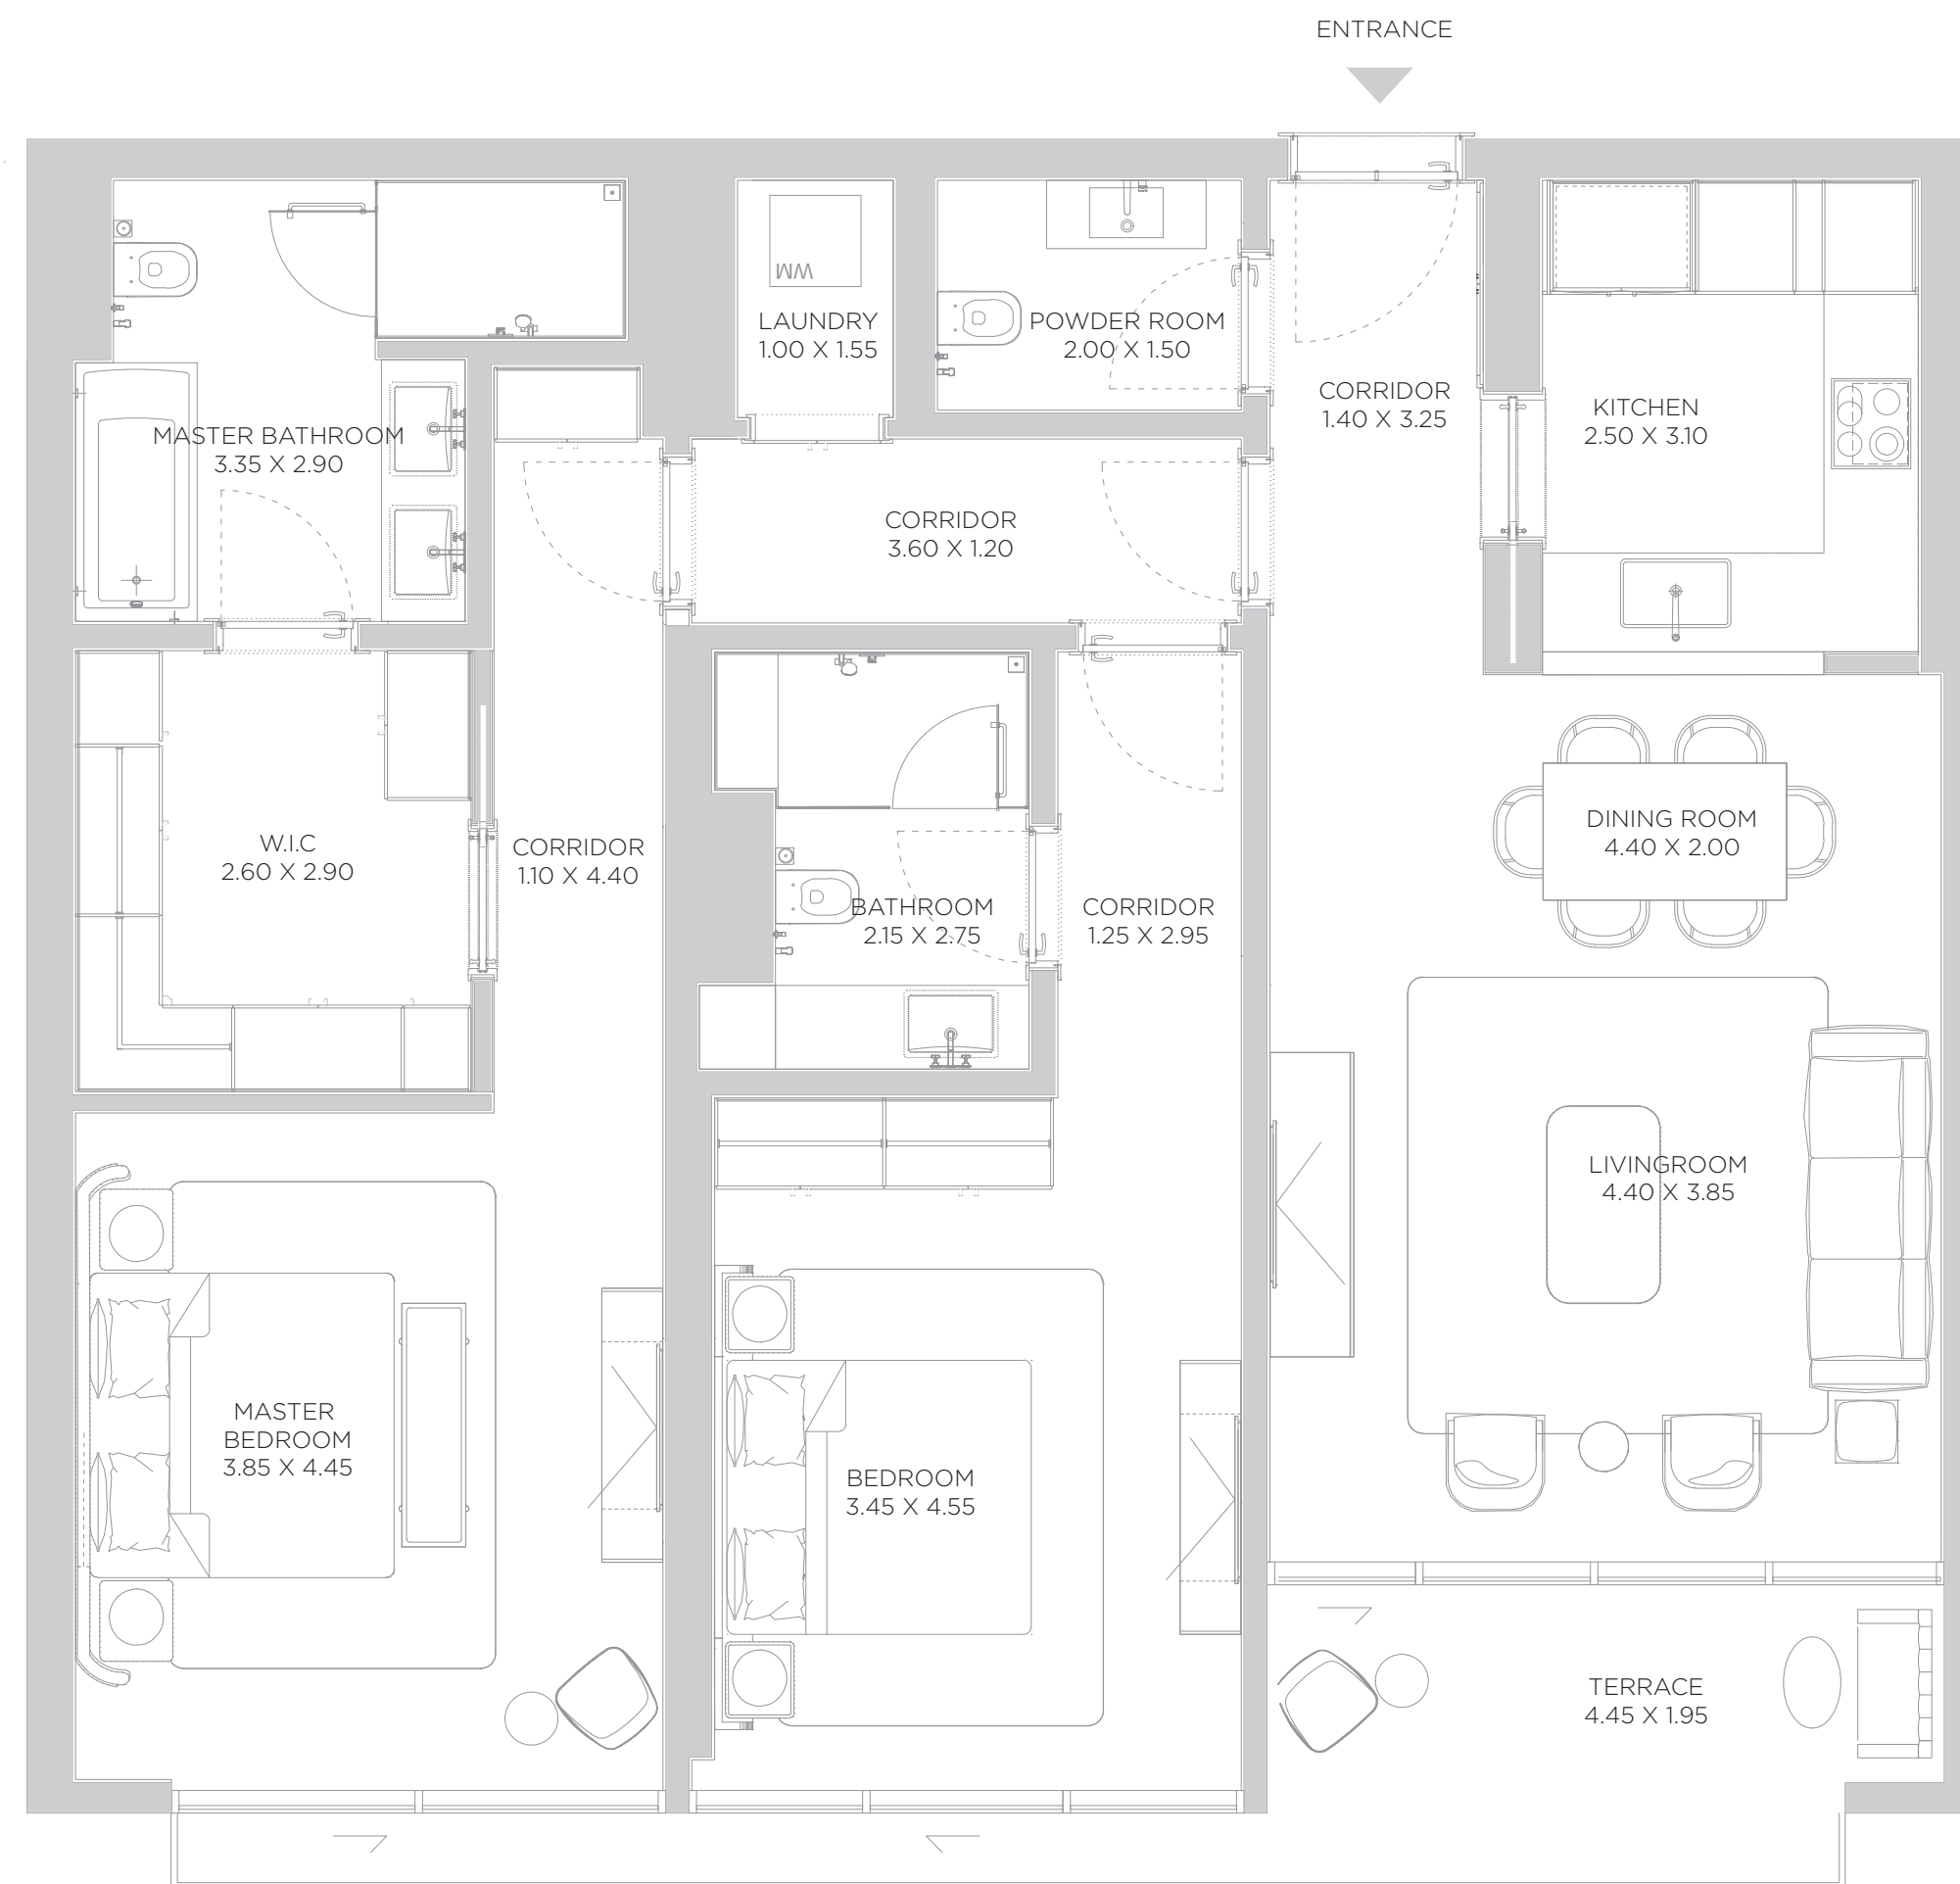 ENTRANCE
WM
LAUNDRY
1.00 X 1.55
POWDER ROOM
2.00 X 1.50
CORRIDOR
1.40 X 3.25
KITCHEN
2.50 X 3.10
MASTER BATHROOM
3.35 X 2.90
CORRIDOR
3.60 X 1.20
W.I.C
2.60 X 2.90
CORRIDOR
1.10 X 4.40
BATHROOM
2.15 X 2.75
CORRIDOR
1.25 X 2.95
DINING ROOM
4.40 X 2.00
LIVINGROOM
4.40 X 3.85
MASTER
BEDROOM
3.85 X 4.45
BEDROOM
3.45 X 4.55
TERRACE
4.45 X 1.95